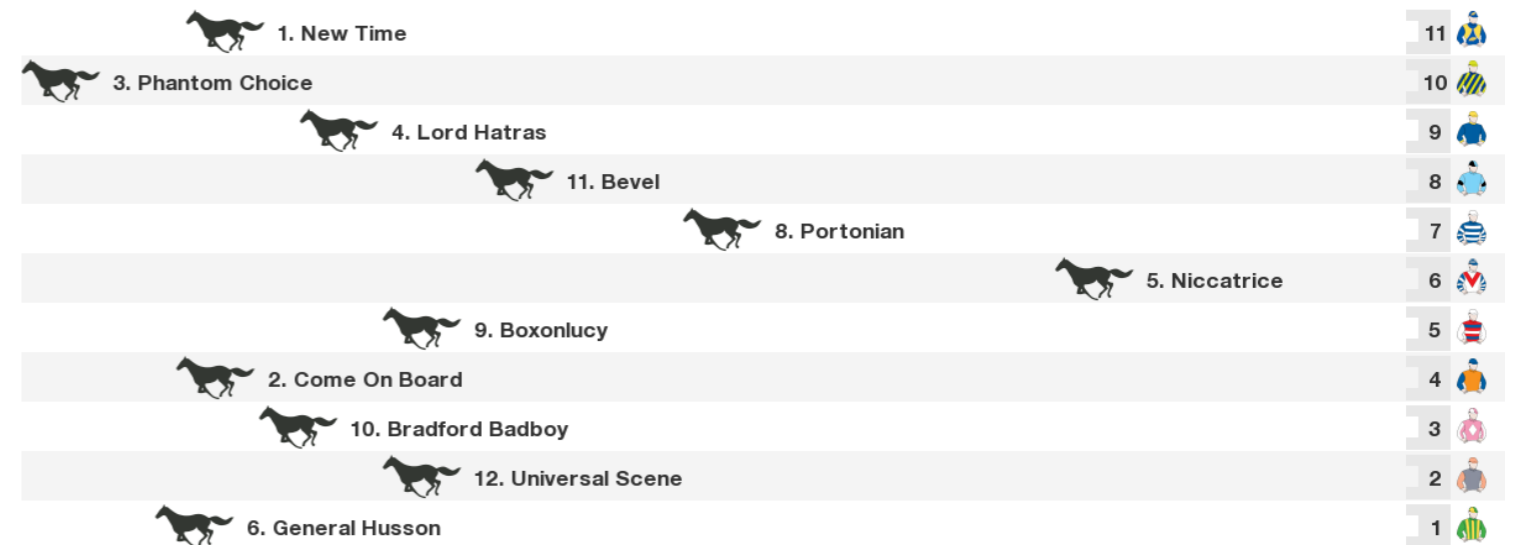 1. New Time 11
3. Phantom Choice 10
4. Lord Hatras 9
11. Bevel 8
8. Portonian 7
5. Niccatrice 6
9. Boxonlucy 5
2. Come On Board 4
10. Bradford Badboy 3
12. Universal Scene 2
6. General Husson 1